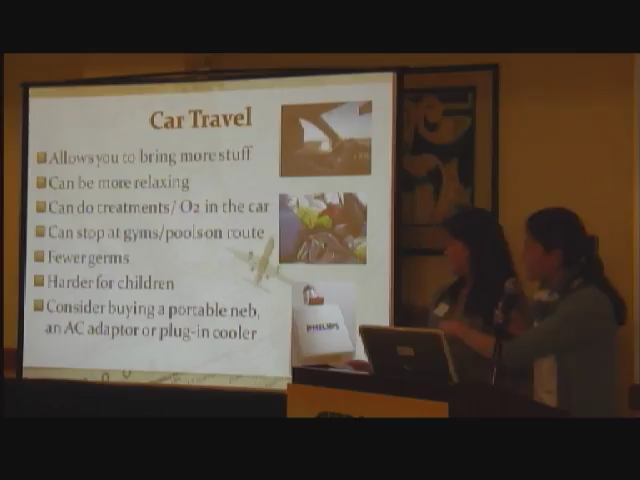 Car Travel
Allows you to bring more stuff
Can be more relaxing
Can do treatments/ O2 in the car
Can stop at gyms/pools on route
Fewer germs
Harder for children
Consider buying a portable neb,
an AC adaptor or plug-in cooler
PHILIPS